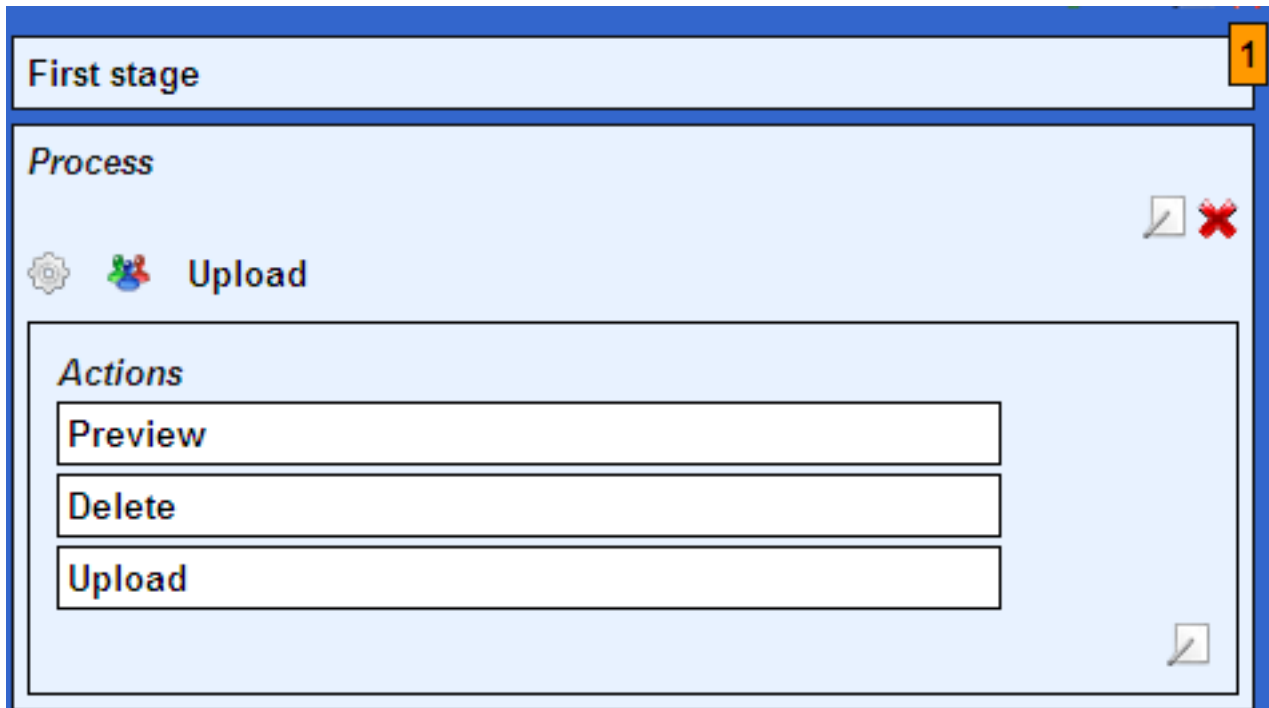 First stage
1
Process
Upload
Actions
Preview
Delete
Upload